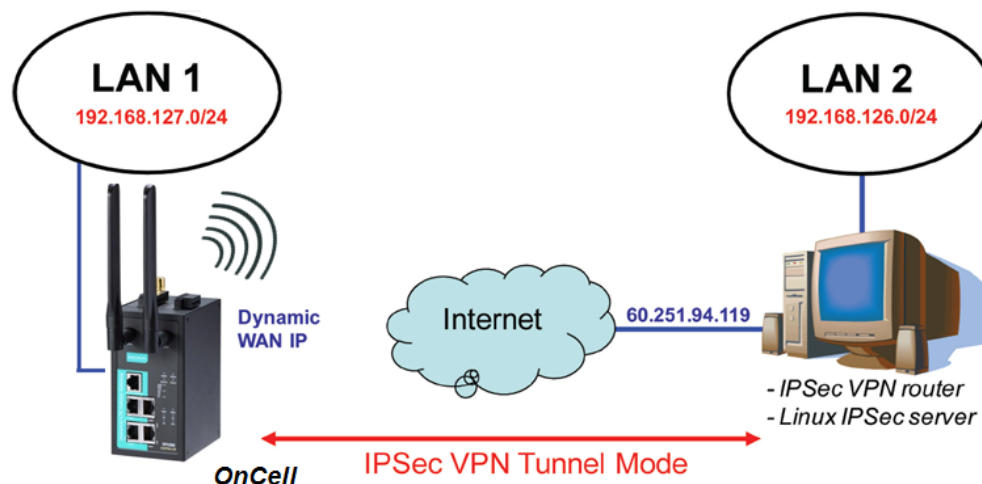 LAN 1
192.168.127.0/24
LAN 2
192.168.126.0/24
Dynamic
WAN IP
Internet
60.251.94.119
- IPSec VPN router
- Linux IPSec server
IPSec VPN Tunnel Mode
OnCell